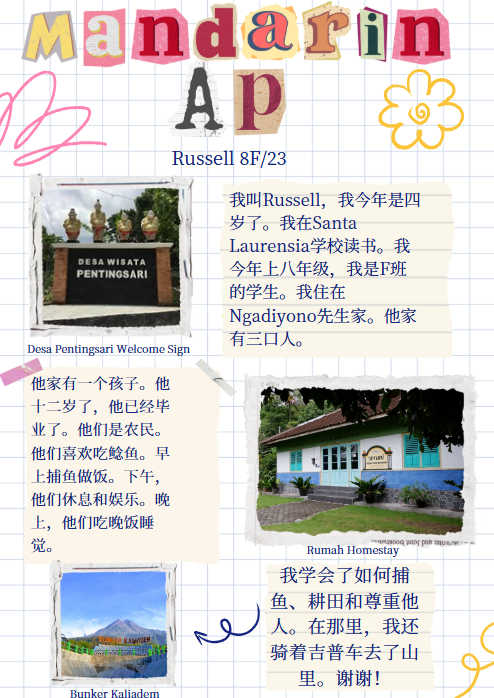 Mandarin
Ap
Russell 8F/23
DESA WISATA
PENTINGSARI
Desa Pentingsari Welcome Sign
我叫Russell，我今年是四
岁了。我在Santa
Laurensia学校读书。我
今年上八年级，我是F班
的学生。我住在
Ngadiyono先生家。他家
有三口人。
他家有一个孩子。他
十二岁了，他已经毕
业了。他们是农民。
他们喜欢吃鲶鱼。早
上捕鱼做饭。下午，
他们休息和娱乐。晚
上，他们吃晚饭睡
觉。
Rumah Homestay
我学会了如何捕
鱼、耕田和尊重他
人。在那里，我还
骑着吉普车去了山
里。谢谢！
BUNKER KALIADEM
Bunker Kaliadem